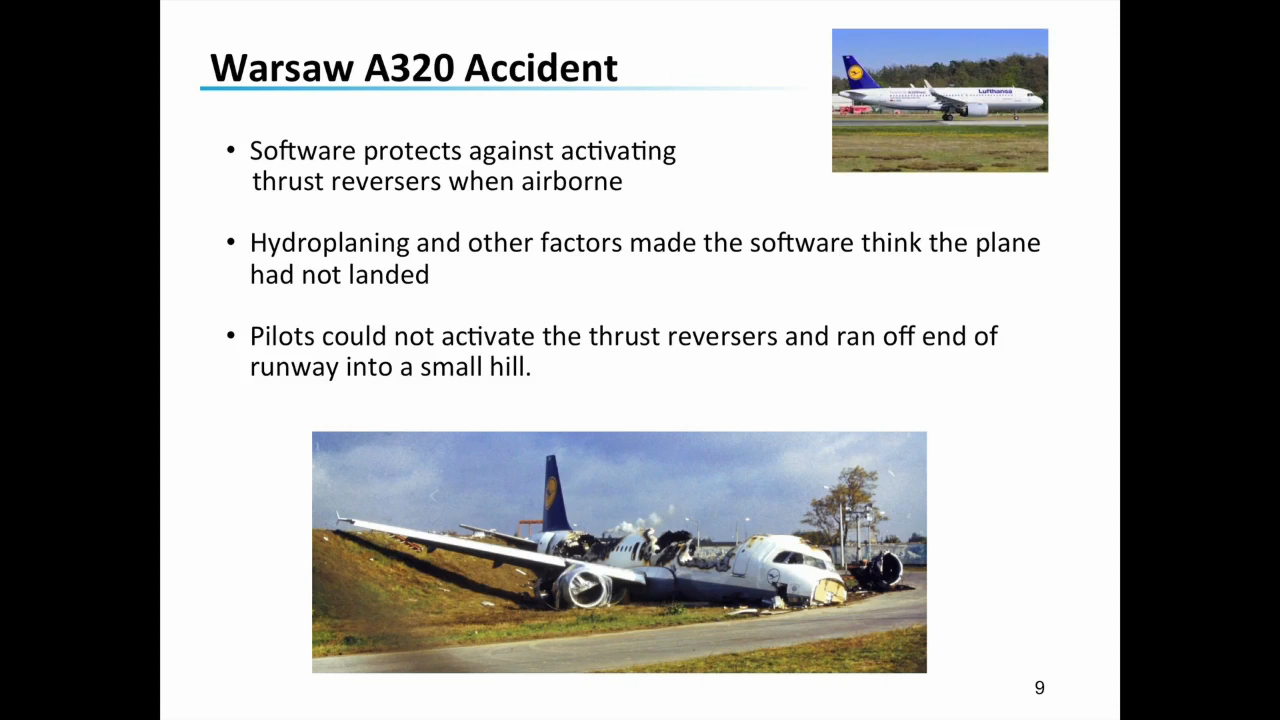 Warsaw A320 Accident
Lufthansa
• Software protects against activating
thrust reversers when airborne
• Hydroplaning and other factors made the software think the plane
had not landed
• Pilots could not activate the thrust reversers and ran off end of
runway into a small hill.
9